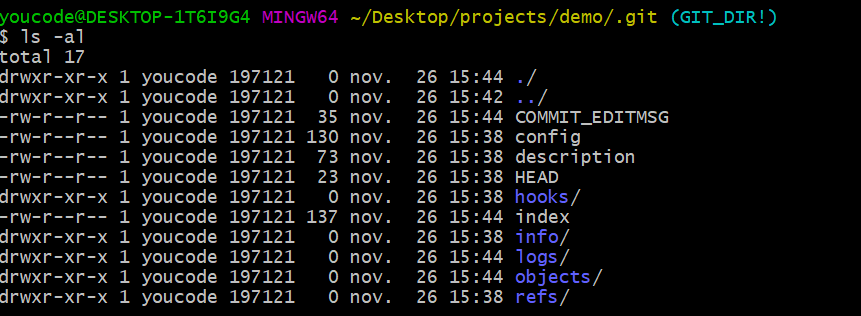 youcode@DESKTOP-1T6I9G4 MINGW64 ~/Desktop/projects/demo/.git (GIT_DIR!)
$ ls -al
total 17
drwxr-xr-x 1 youcode 197121   0 nov.  26 15:44 ./
drwxr-xr-x 1 youcode 197121   0 nov.  26 15:42 ../
-rw-r--r-- 1 youcode 197121  35 nov.  26 15:44 COMMIT_EDITMSG
-rw-r--r-- 1 youcode 197121 130 nov.  26 15:38 config
-rw-r--r-- 1 youcode 197121  73 nov.  26 15:38 description
-rw-r--r-- 1 youcode 197121  23 nov.  26 15:38 HEAD
drwxr-xr-x 1 youcode 197121   0 nov.  26 15:38 hooks/
-rw-r--r-- 1 youcode 197121 137 nov.  26 15:44 index
drwxr-xr-x 1 youcode 197121   0 nov.  26 15:38 info/
drwxr-xr-x 1 youcode 197121   0 nov.  26 15:44 logs/
drwxr-xr-x 1 youcode 197121   0 nov.  26 15:44 objects/
drwxr-xr-x 1 youcode 197121   0 nov.  26 15:38 refs/